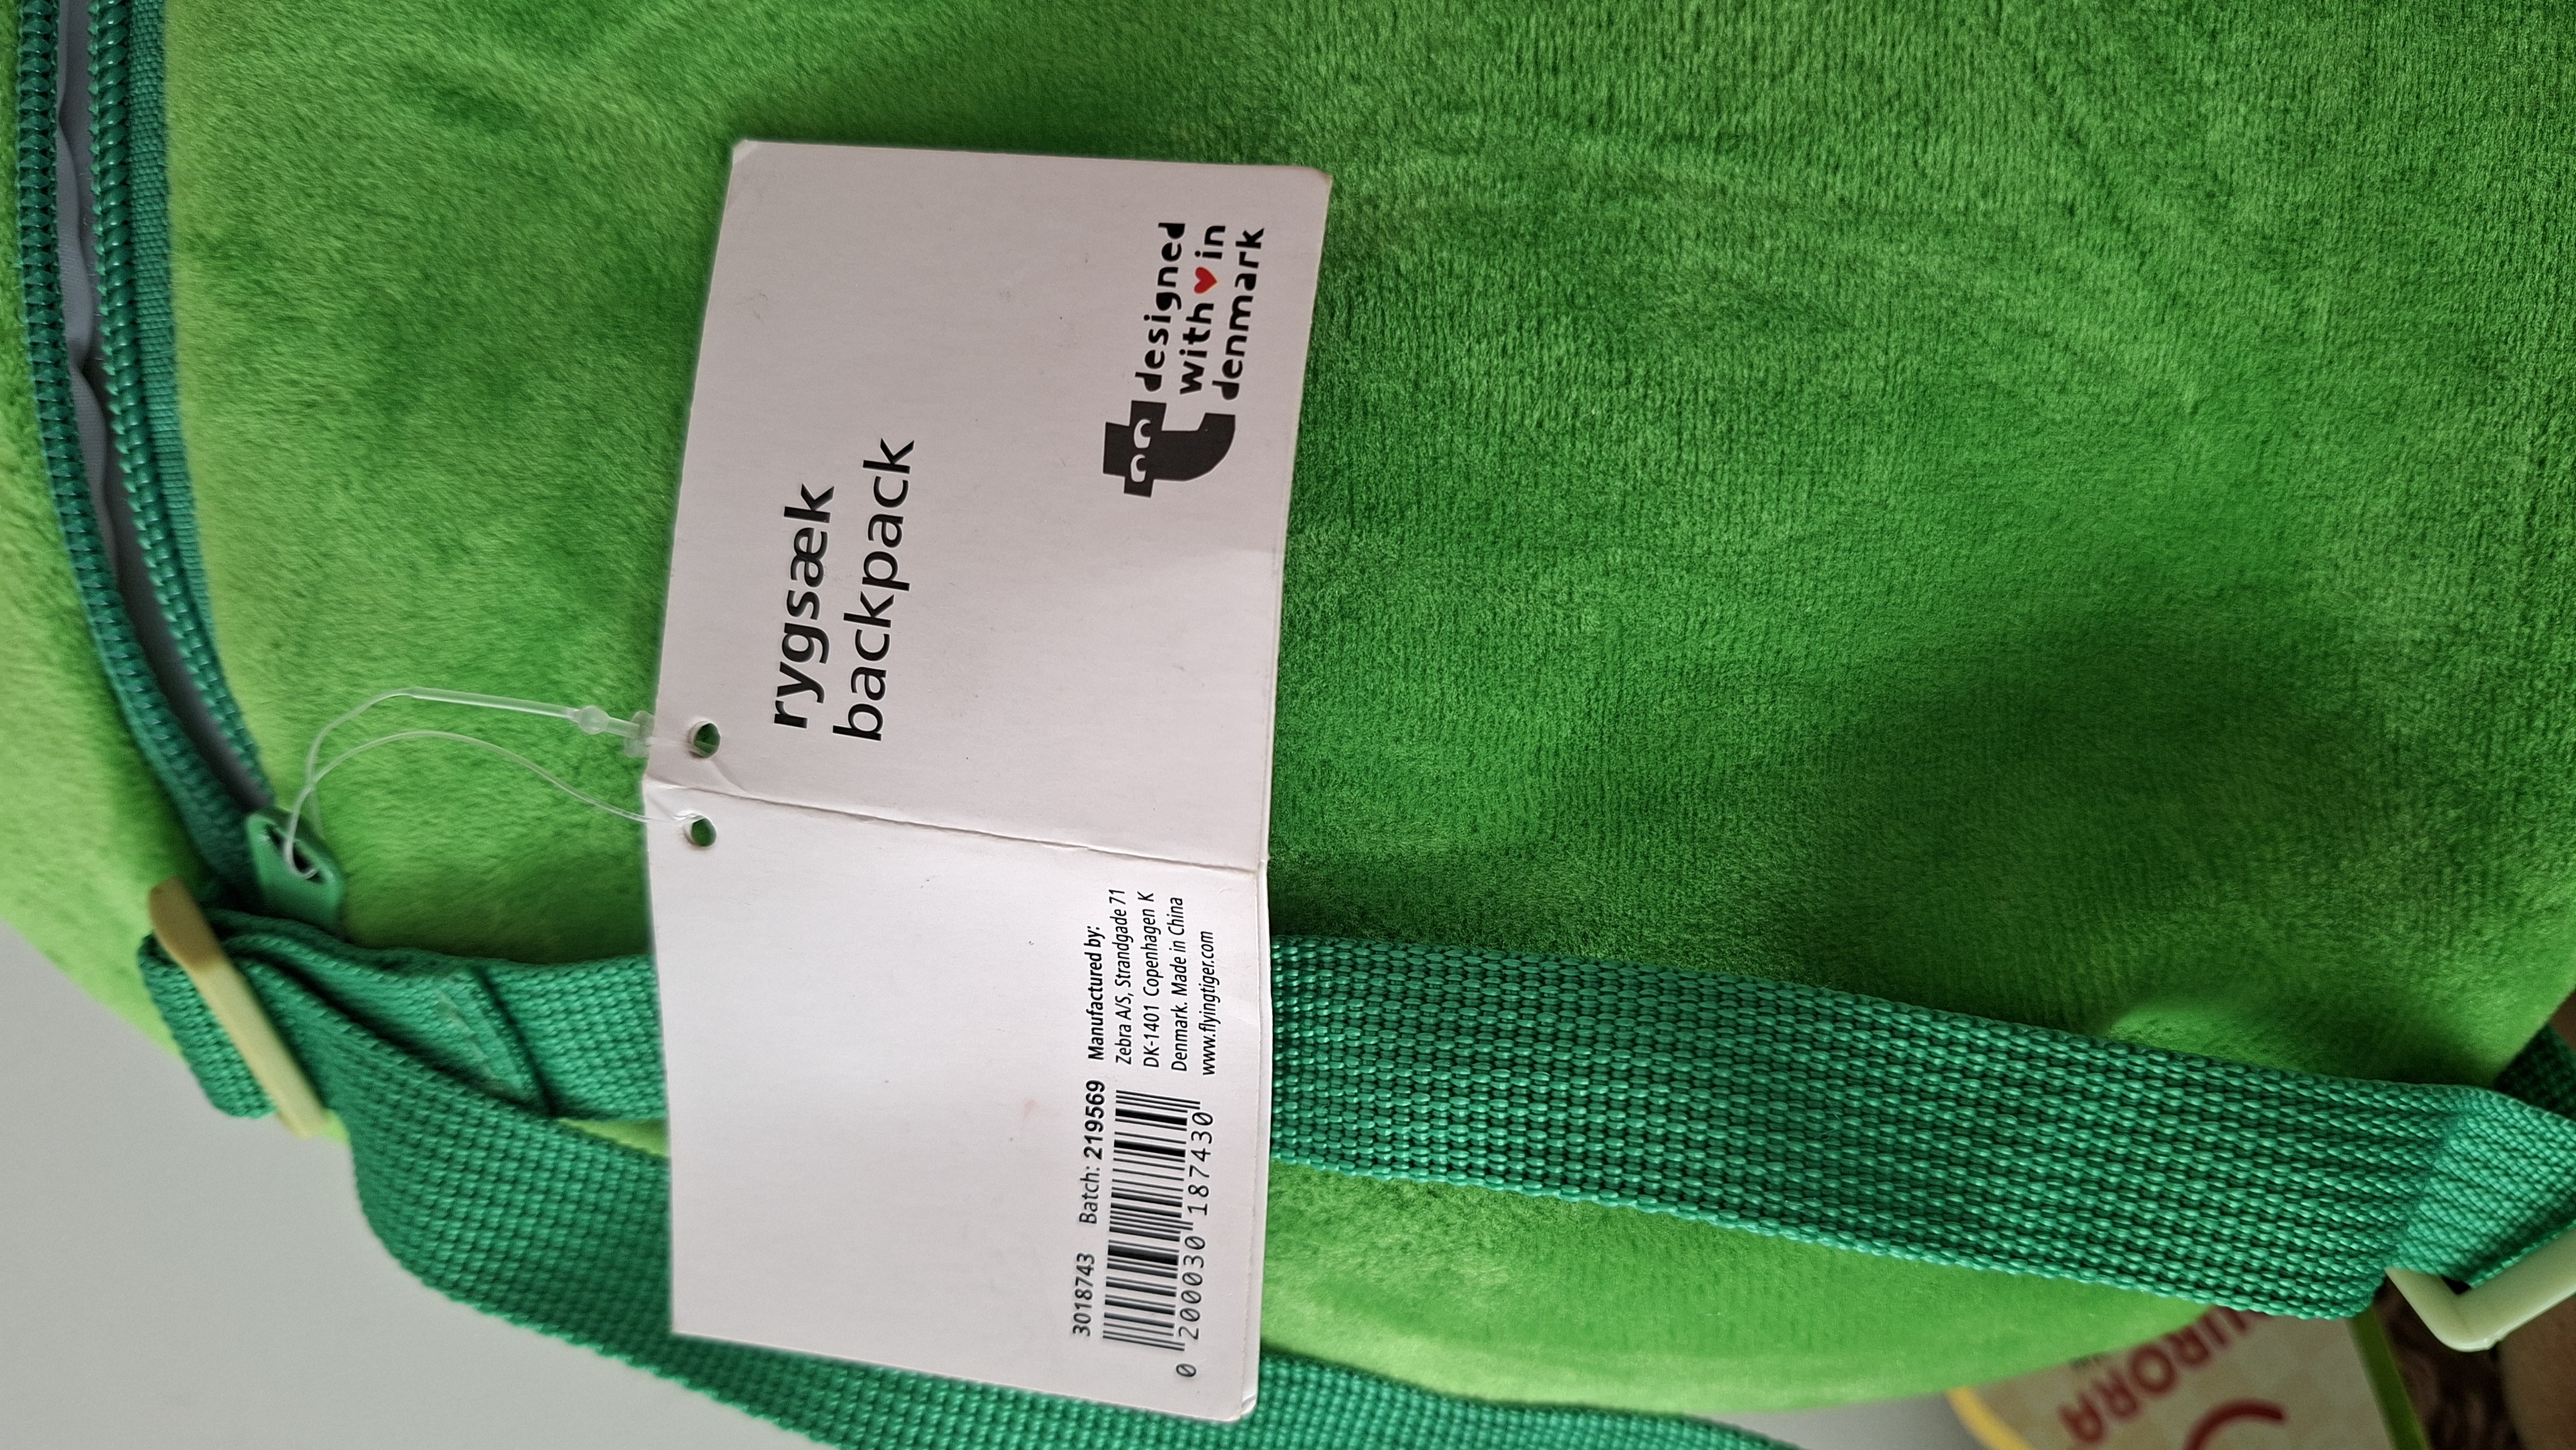 rygsæk
backpack
designed
with in
denmark
3018743 Batch: 219569
0 200030 187430
Manufactured by:
Zebra A/S, Strandgade 71
DK-1401 Copenhagen K
Denmark. Made in China
www.flyingtiger.com
URORA